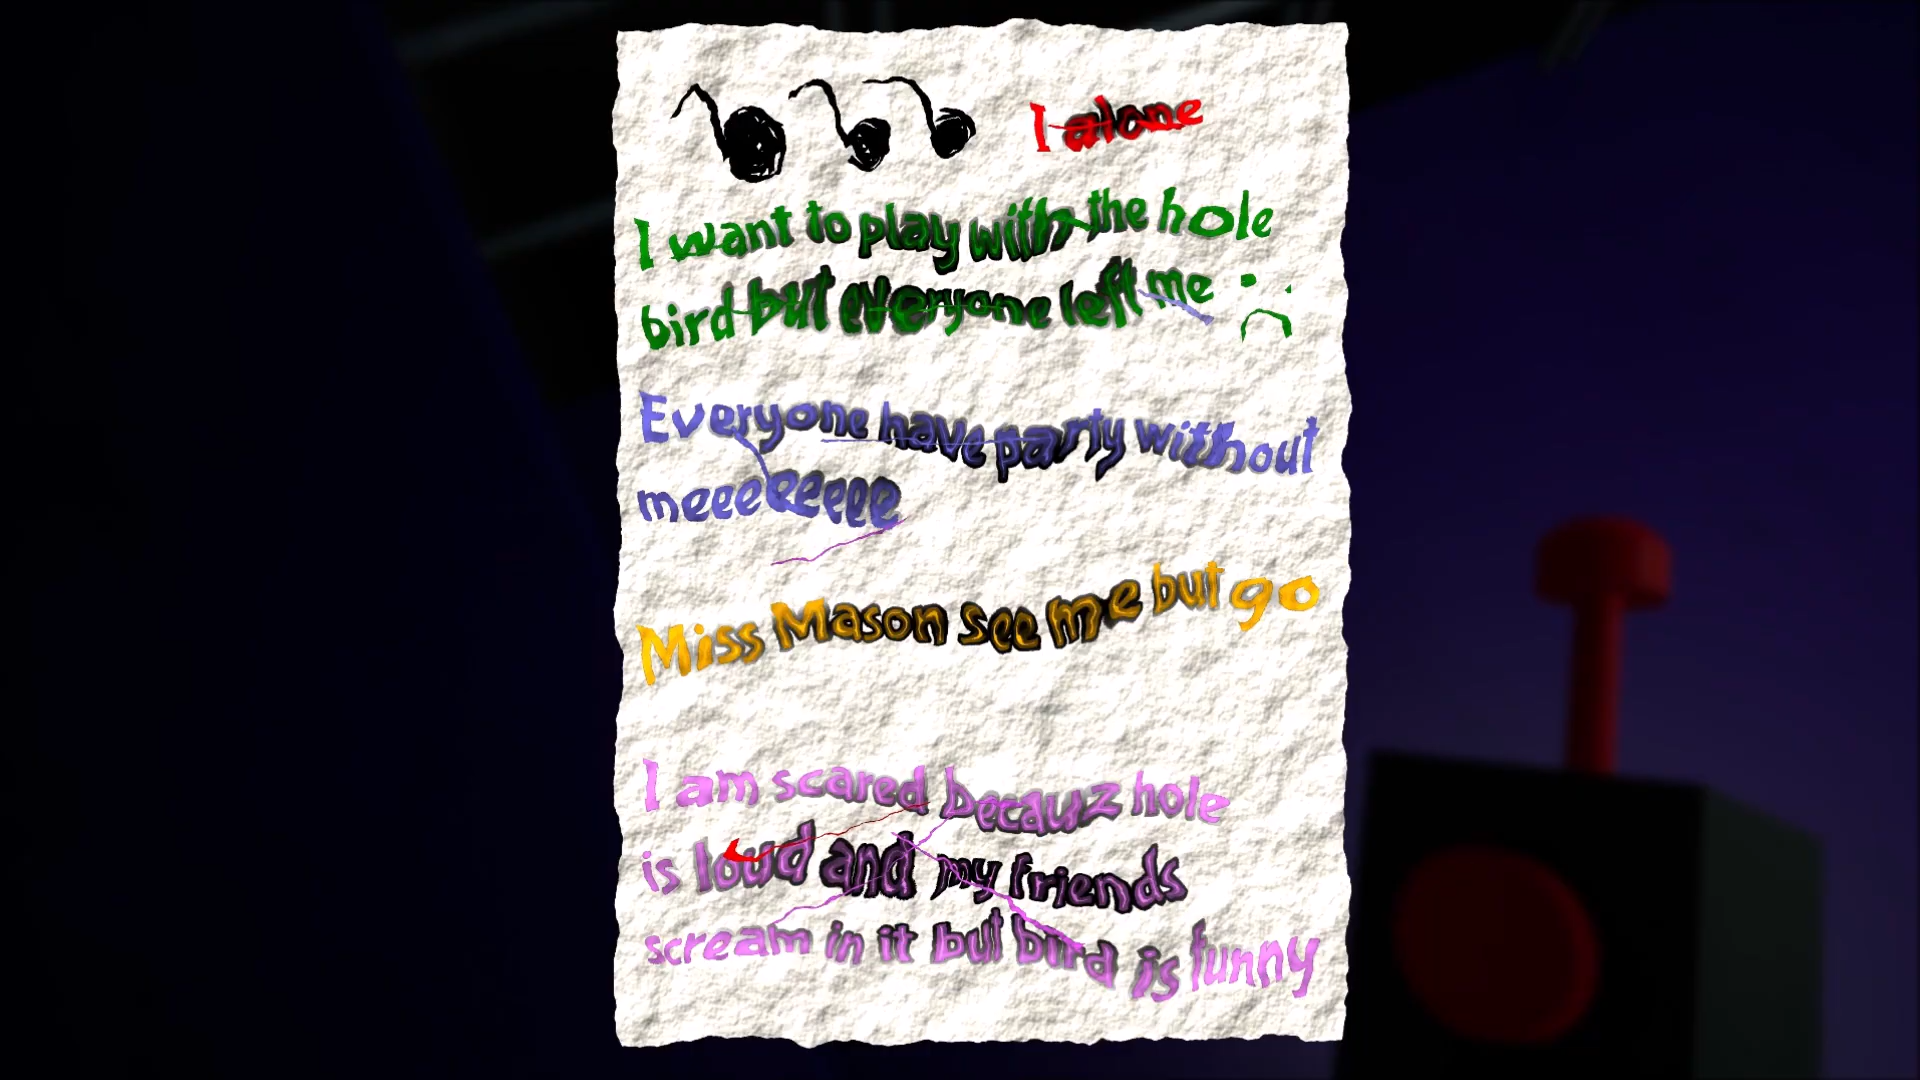 I alone
I want to play with the hole
bird but everyone left me
Everyone have party without
meeeeeeee
Miss Mason see me but go
I am scared becauz hole
is loud and my friends
scream in it but bird is funny